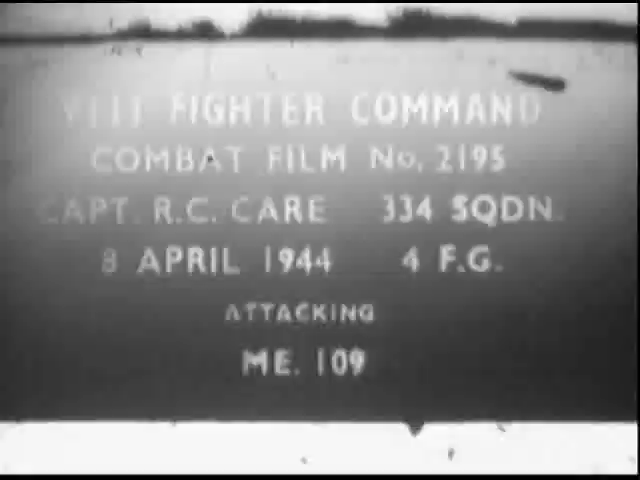 VIII FIGHTER COMMAND
COMBAT FILM No. 2195
CAPT. R.C. CARE 334 SQDN.
8 APRIL 1944 4 F.G.
ATTACKING
ME. 109